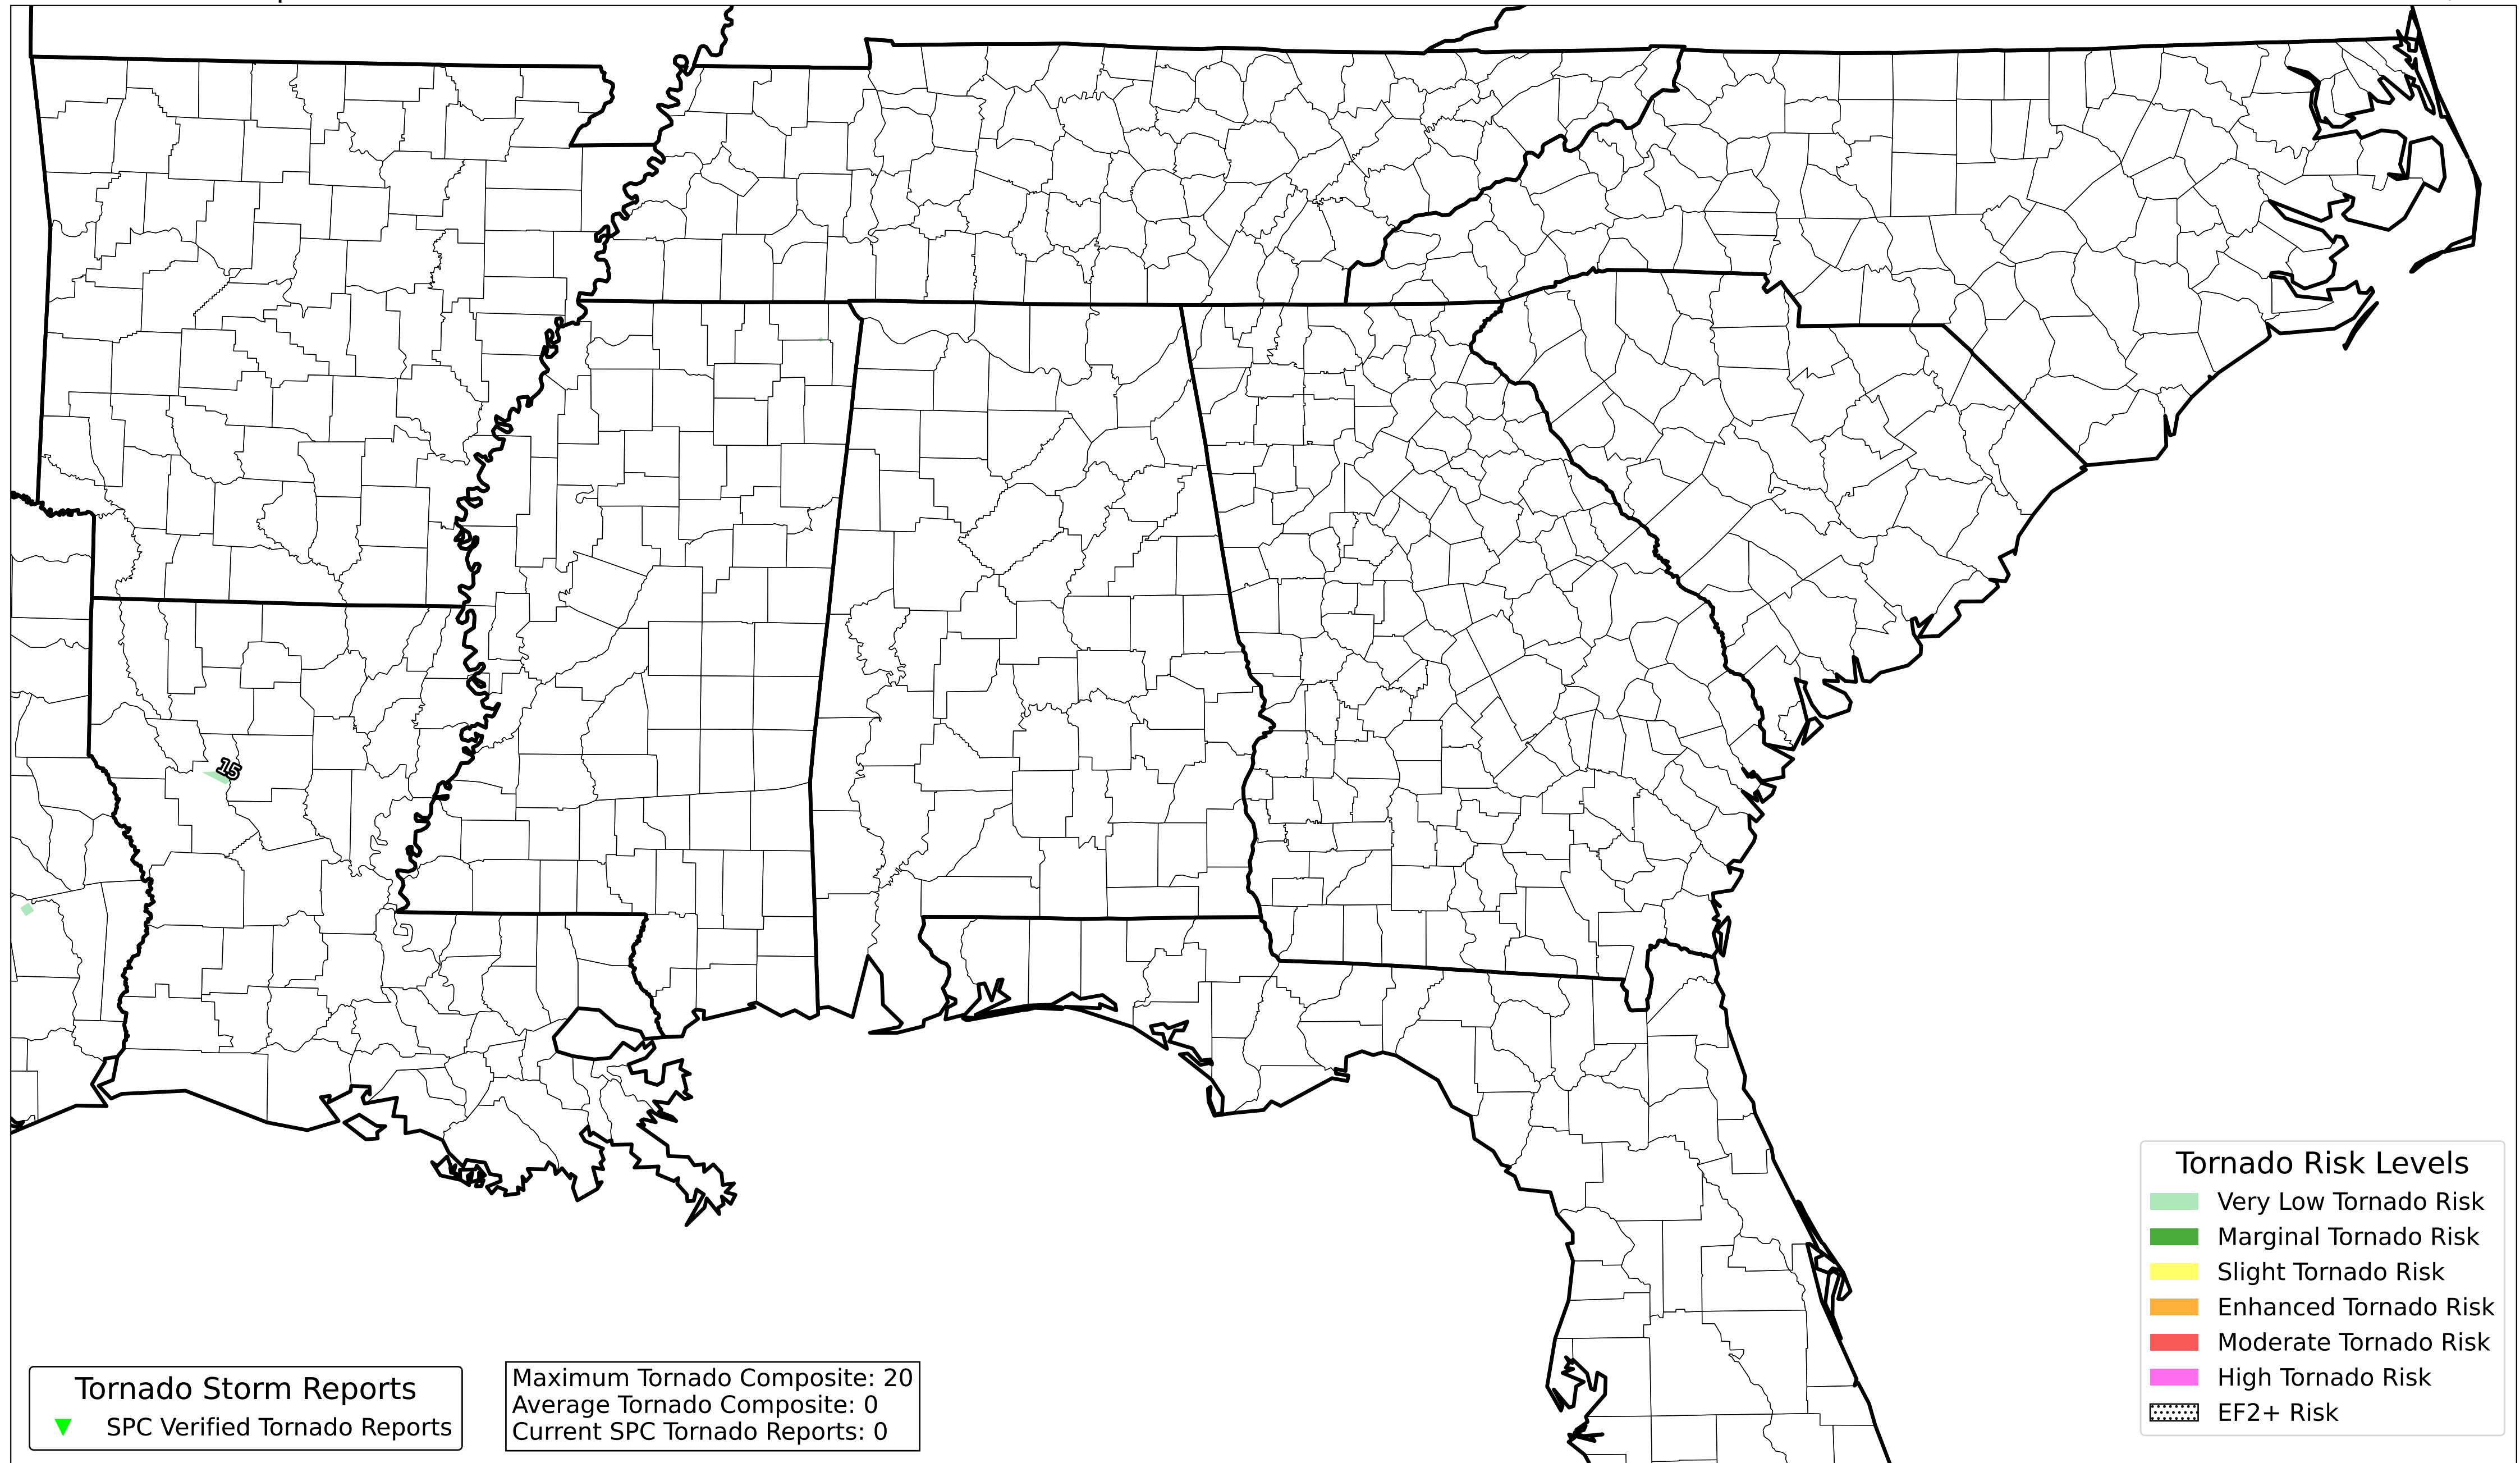 15
Tornado Risk Levels
Very Low Tornado Risk
Marginal Tornado Risk
Slight Tornado Risk
Enhanced Tornado Risk
Moderate Tornado Risk
High Tornado Risk
EF2+ Risk
Tornado Storm Reports
SPC Verified Tornado Reports
Maximum Tornado Composite: 20
Average Tornado Composite: 0
Current SPC Tornado Reports: 0